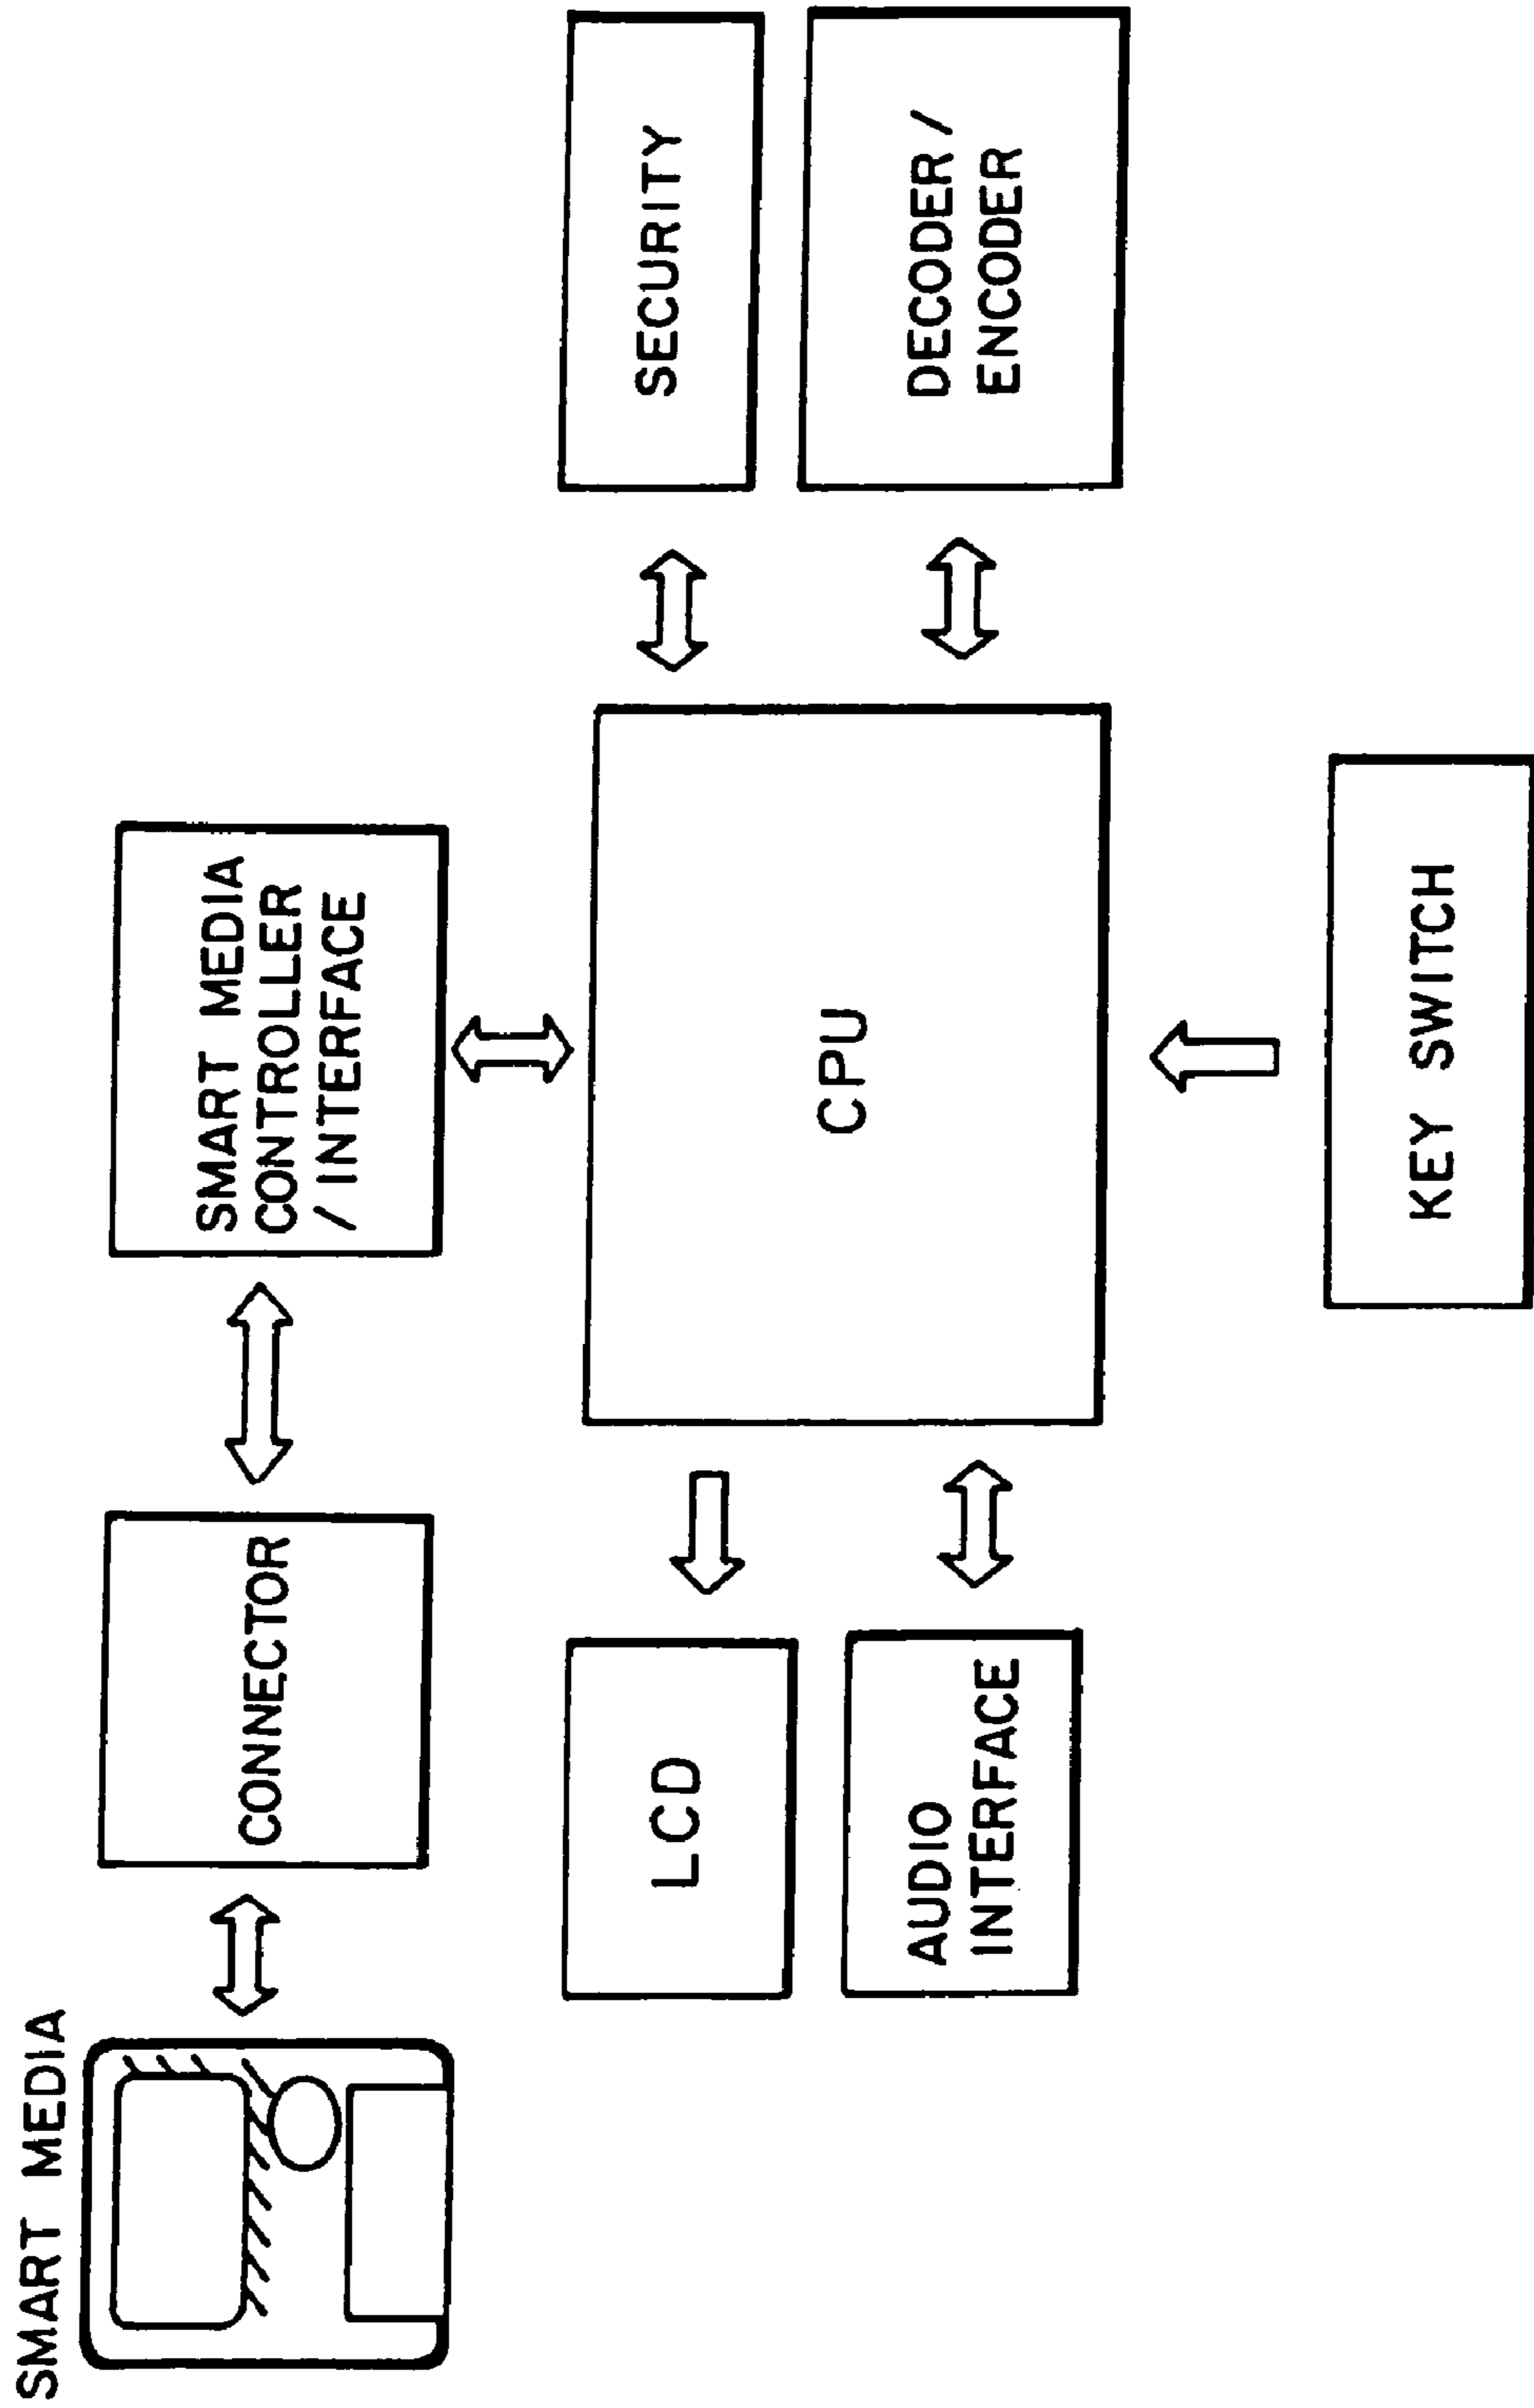 SMART MEDIA
CONNECTOR
SMART MEDIA
CONTROLLER
/ INTERFACE
LCD
AUDIO
INTERFACE
CPU
SECURITY
DECODER /
ENCODER
KEY SWITCH